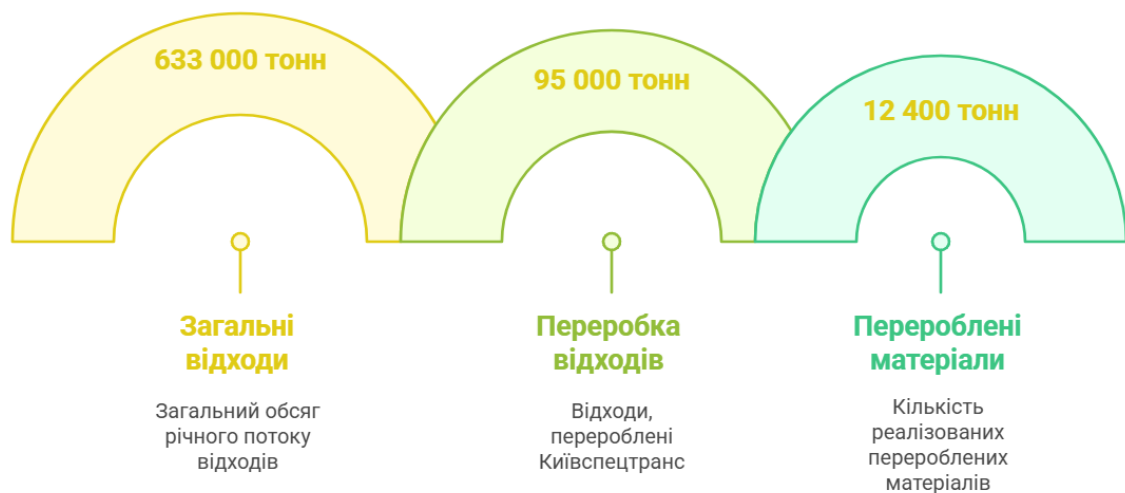 633 000 тонн
95 000 тонн
12 400 тонн
Загальні
відходи
Загальний обсяг
річного потоку
відходів
Переробка
відходів
Відходи,
перероблені
Київспецтранс
Перероблені
матеріали
Кількість
реалізованих
перероблених
матеріалів